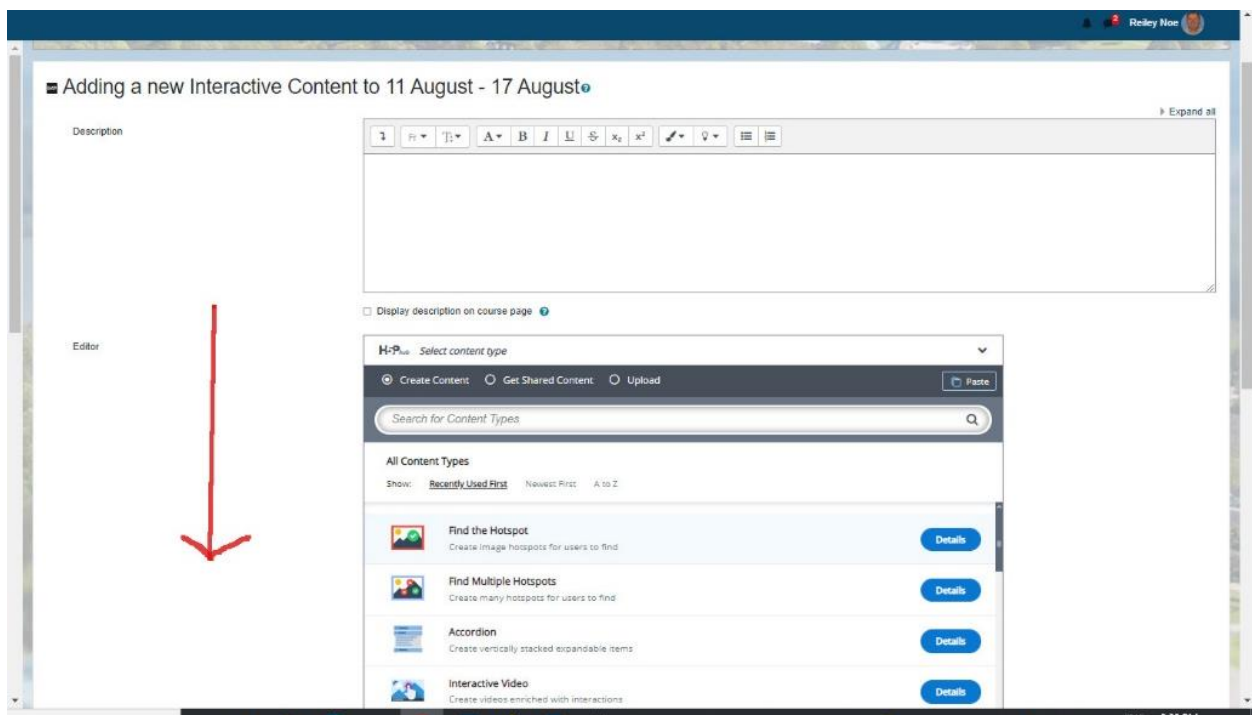 2
Reiley Noe
Adding a new Interactive Content to 11 August - 17 August
Expand all
Description
A B I U S x₂ x²
Display description on course page
Editor
H-P Select content type
Create Content Get Shared Content Upload Paste
Search for Content Types
All Content Types
Show: Recently Used First Newest First A to Z
Find the Hotspot
Create image hotspots for users to find
Details
Find Multiple Hotspots
Create many hotspots for users to find
Details
Accordion
Create vertically stacked expandable items
Details
Interactive Video
Create videos enriched with interactions
Details